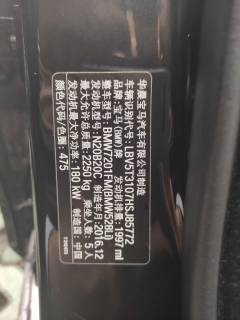 华晨宝马汽车有限公司制造
车辆识别代号: LBV5T3107HSJ85772
品牌: 宝马 (BMW) 牌
整车型号: BMW7201FM(BMW528Li)
发动机型号: N20B20C 发动机排量: 1997 ml
发动机最大净功率: 180 kW 制造年月: 2016.12
最大允许总质量: 2250 kg 乘坐人数: 5人
制造国: 中国
颜色代码/色圈: 475